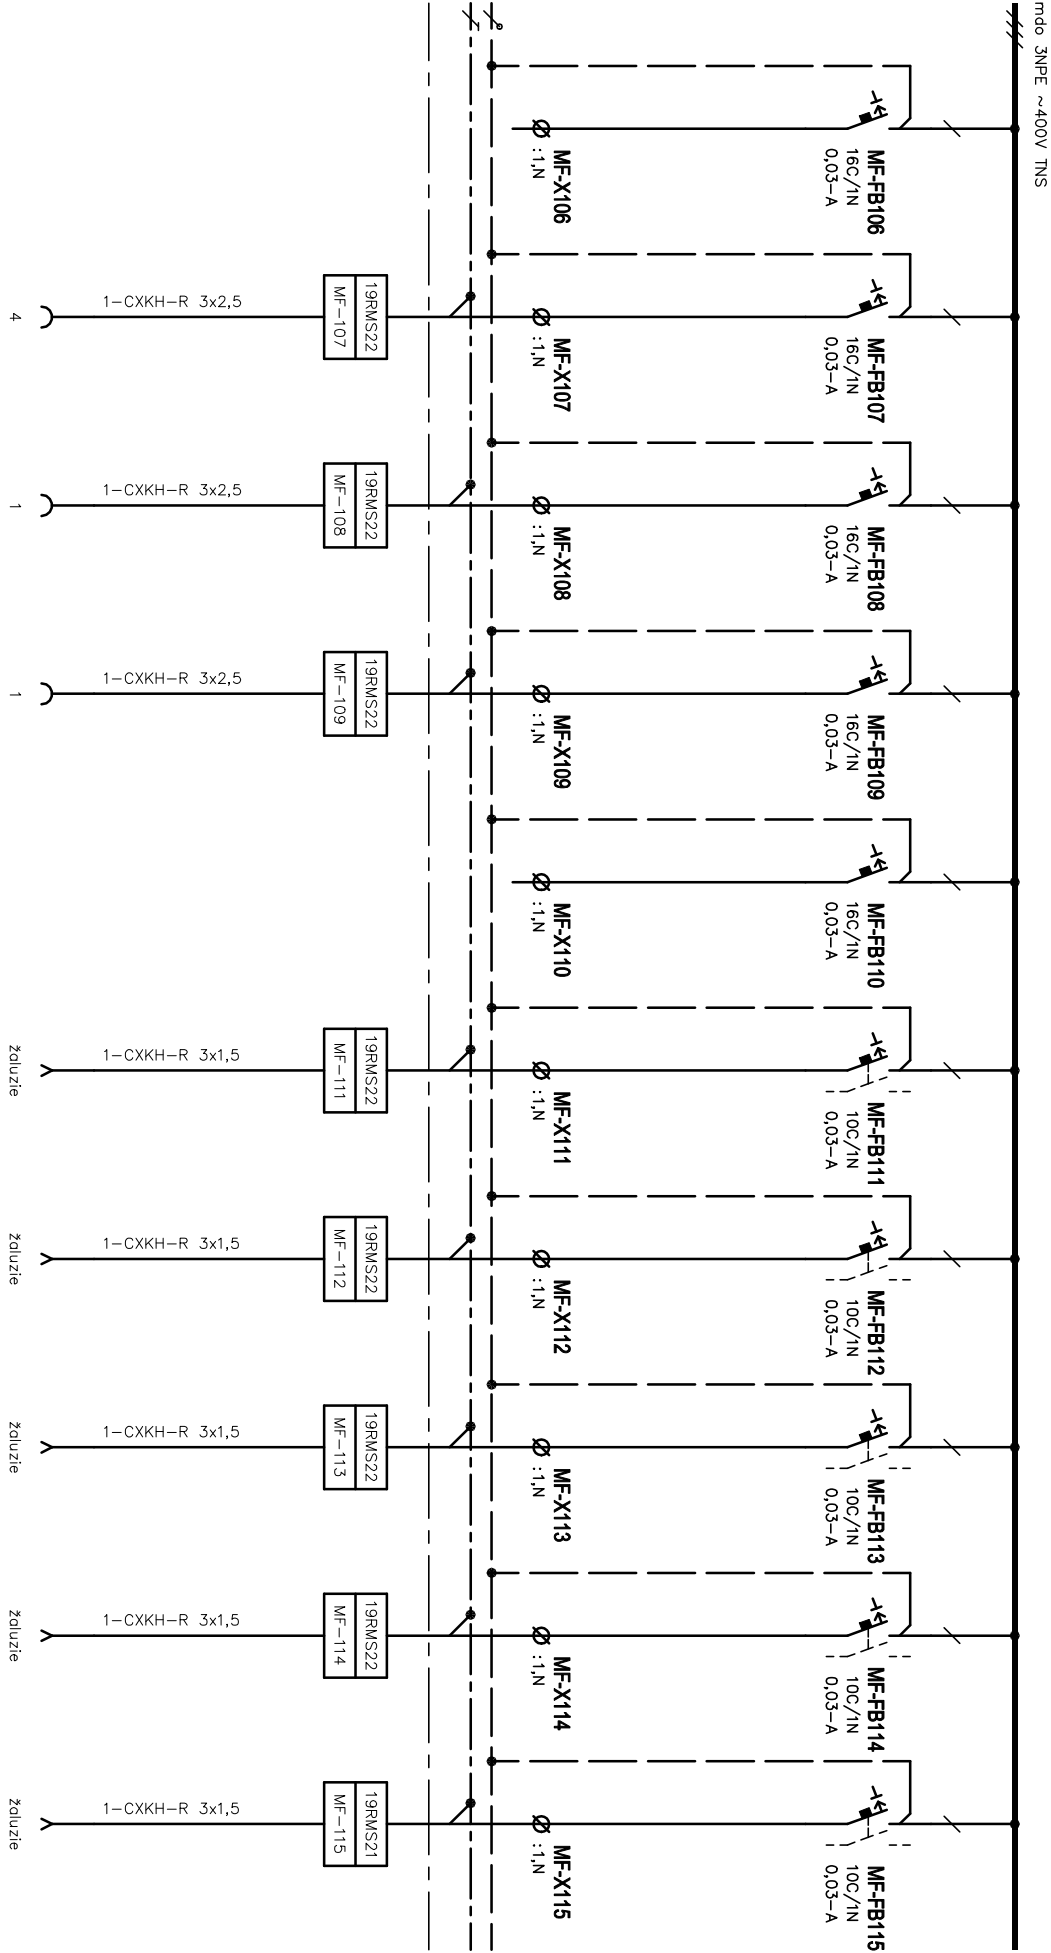 mdo 3NPE ~400V TNS
MF-FB106
16C/1N
0,03-A
MF-X106
:1,N
MF-FB107
16C/1N
0,03-A
MF-X107
:1,N
19RMS22
MF-107
1-CXKH-R 3x2,5
4
MF-FB108
16C/1N
0,03-A
MF-X108
:1,N
19RMS22
MF-108
1-CXKH-R 3x2,5
1
MF-FB109
16C/1N
0,03-A
MF-X109
:1,N
19RMS22
MF-109
1-CXKH-R 3x2,5
1
MF-FB110
16C/1N
0,03-A
MF-X110
:1,N
MF-FB111
10C/1N
0,03-A
MF-X111
:1,N
19RMS22
MF-111
1-CXKH-R 3x1,5
žaluzie
MF-FB112
10C/1N
0,03-A
MF-X112
:1,N
19RMS22
MF-112
1-CXKH-R 3x1,5
žaluzie
MF-FB113
10C/1N
0,03-A
MF-X113
:1,N
19RMS22
MF-113
1-CXKH-R 3x1,5
žaluzie
MF-FB114
10C/1N
0,03-A
MF-X114
:1,N
19RMS22
MF-114
1-CXKH-R 3x1,5
žaluzie
MF-FB115
10C/1N
0,03-A
MF-X115
:1,N
19RMS21
MF-115
1-CXKH-R 3x1,5
žaluzie